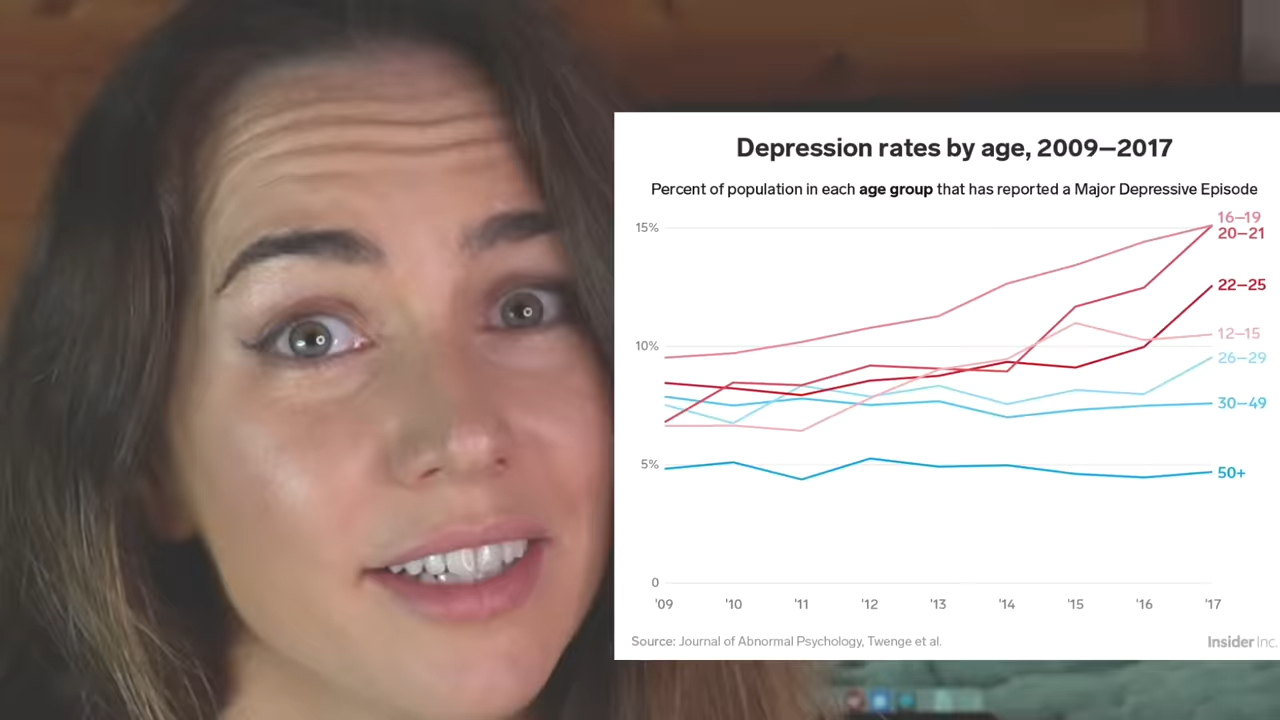 Depression rates by age, 2009–2017
Percent of population in each age group that has reported a Major Depressive Episode
15%
16–19
20–21
22–25
10%
12–15
26–29
30–49
5%
50+
0
'09 '10 '11 '12 '13 '14 '15 '16 '17
Source: Journal of Abnormal Psychology, Twenge et al.
Insider Inc.